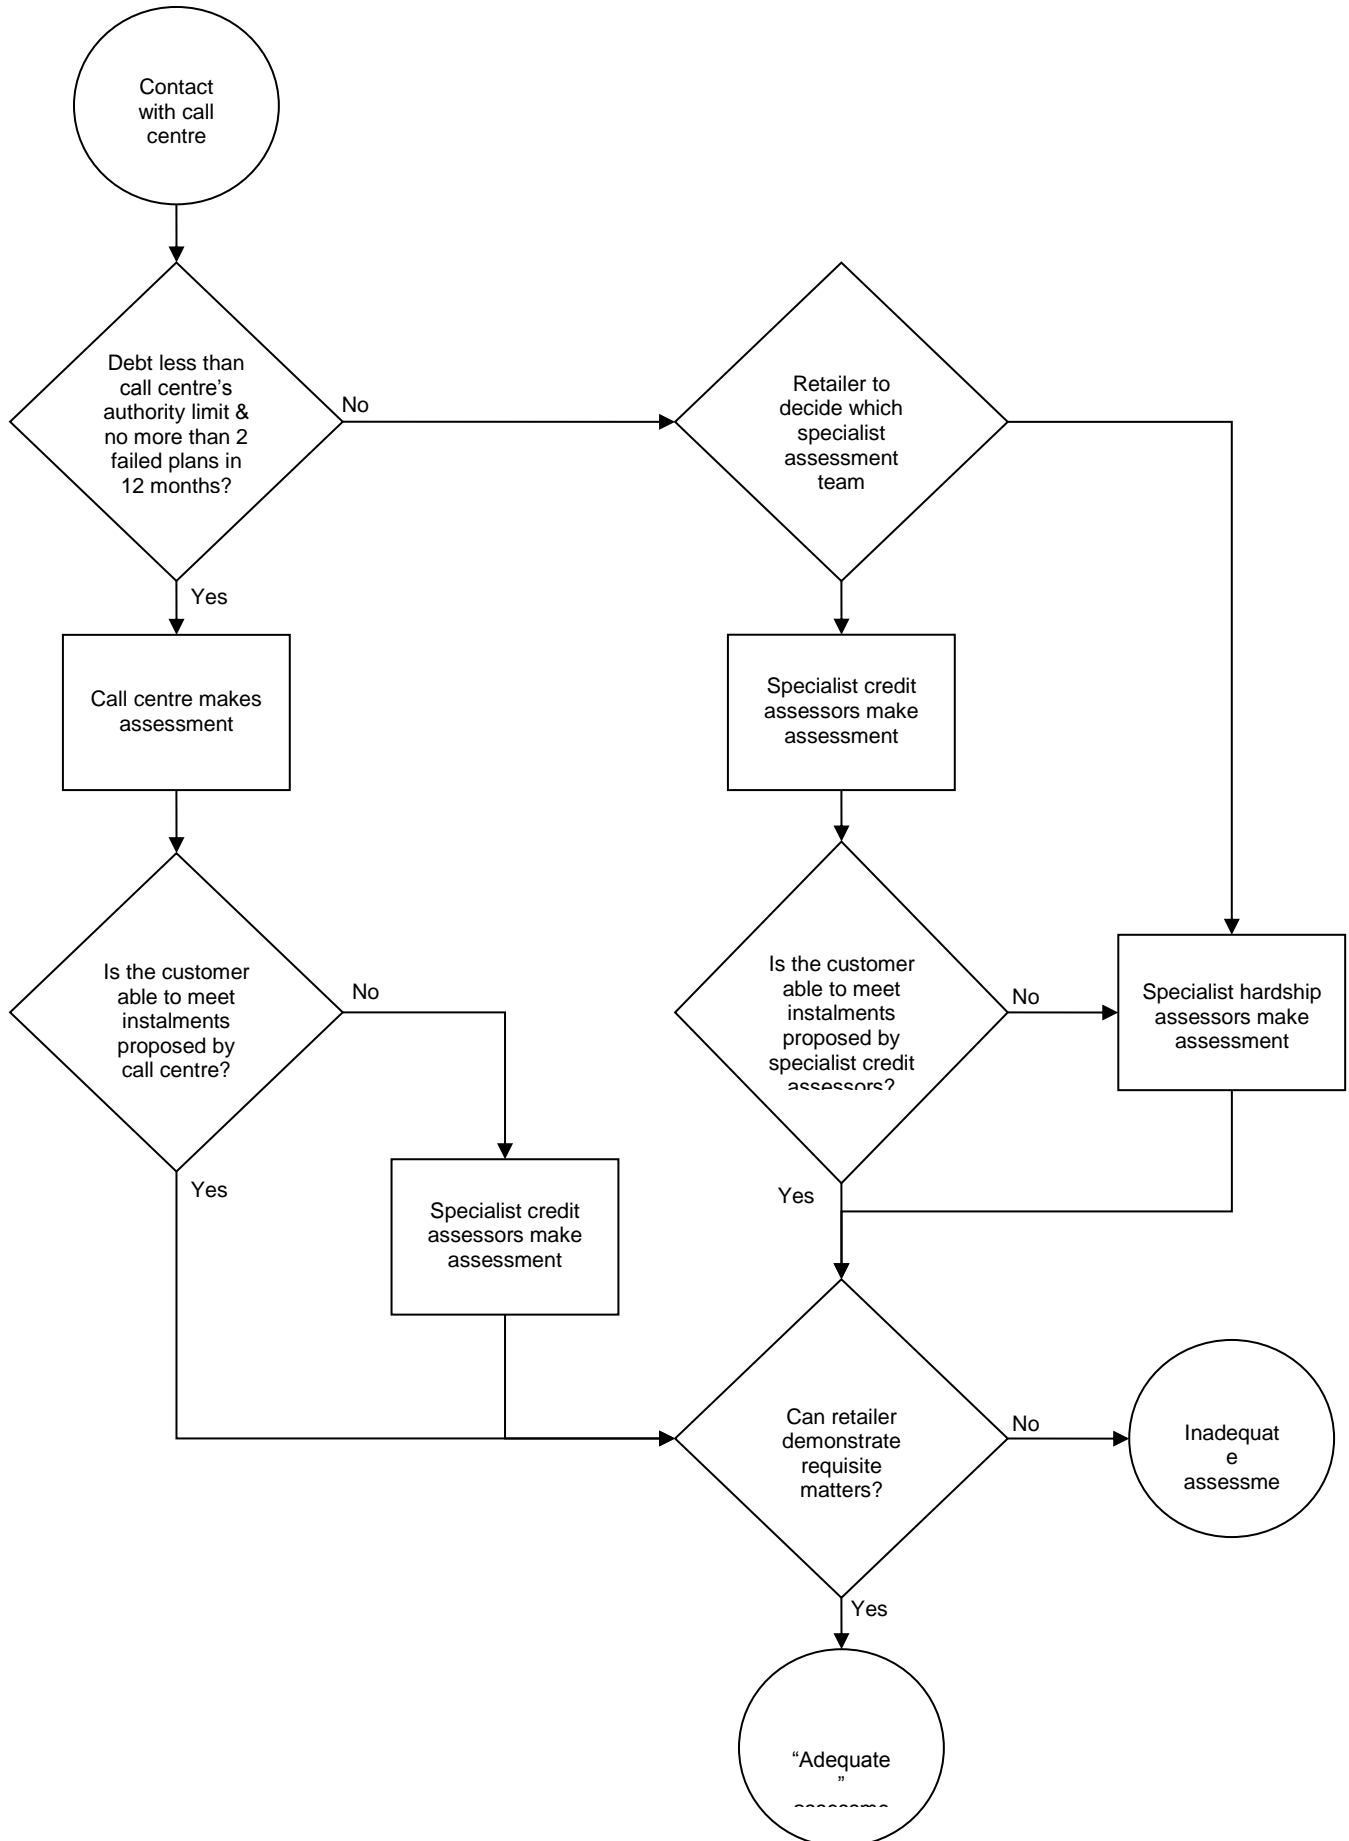 Contact
with call
centre
Debt less than
call centre's
authority limit &
no more than 2
failed plans in
12 months?
No
Retailer to
decide which
specialist
assessment
team
Yes
Call centre makes
assessment
Specialist credit
assessors make
assessment
Is the customer
able to meet
instalments
proposed by
call centre?
No
Is the customer
able to meet
instalments
proposed by
specialist credit
assessors?
No
Specialist hardship
assessors make
assessment
Yes
Specialist credit
assessors make
assessment
Yes
Can retailer
demonstrate
requisite
matters?
No
Inadequat
e
assessme
Yes
“Adequate
”